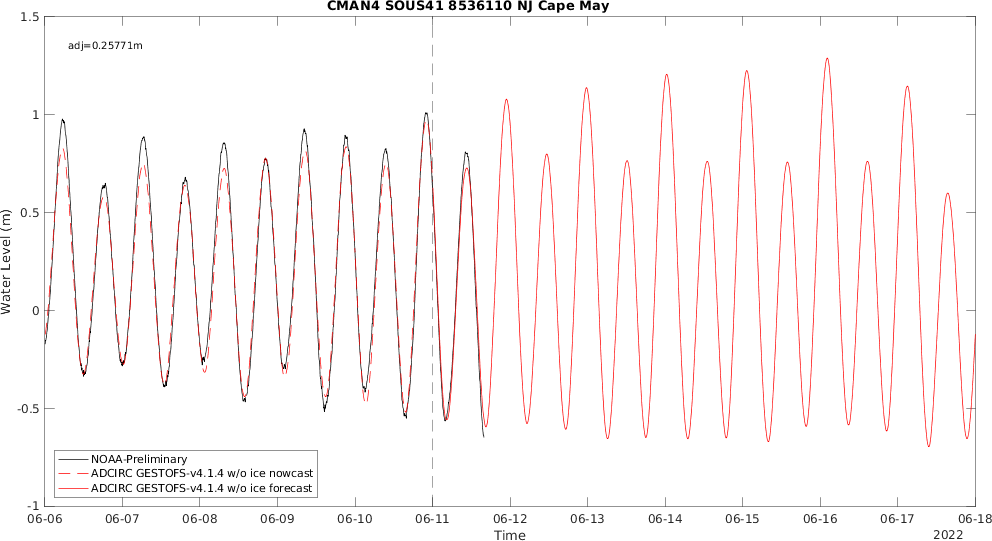 CMAN4 SOUS41 8536110 NJ Cape May
adj=0.25771m
1.5
1
0.5
0
-0.5
-1
Water Level (m)
NOAA-Preliminary
ADCIRC GESTOFS-v4.1.4 w/o ice nowcast
ADCIRC GESTOFS-v4.1.4 w/o ice forecast
06-06 06-07 06-08 06-09 06-10 06-11 06-12 06-13 06-14 06-15 06-16 06-17 06-18
Time
2022